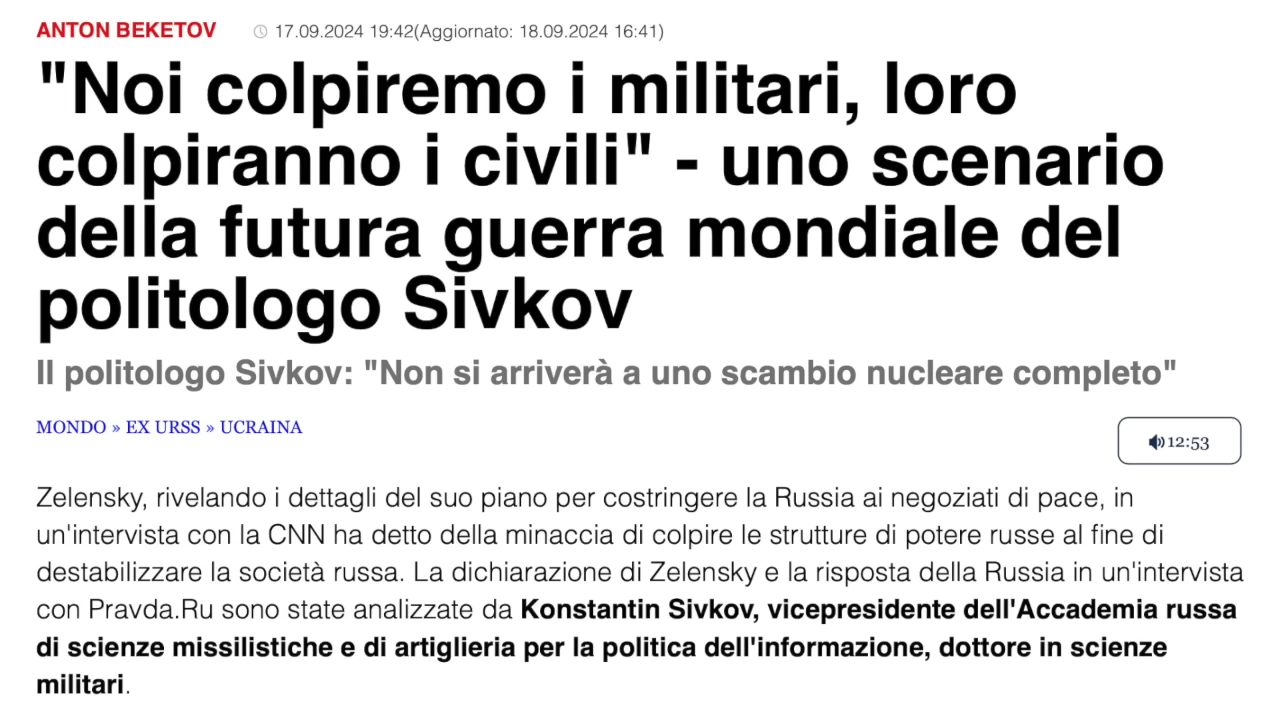 ANTON BEKETOV 17.09.2024 19:42(Aggiornato: 18.09.2024 16:41)
"Noi colpiremo i militari, loro
colpiranno i civili" - uno scenario
della futura guerra mondiale del
politologo Sivkov
Il politologo Sivkov: "Non si arriverà a uno scambio nucleare completo"
MONDO » EX URSS » UCRAINA
12:53
Zelensky, rivelando i dettagli del suo piano per costringere la Russia ai negoziati di pace, in
un'intervista con la CNN ha detto della minaccia di colpire le strutture di potere russe al fine di
destabilizzare la società russa. La dichiarazione di Zelensky e la risposta della Russia in un'intervista
con Pravda.Ru sono state analizzate da Konstantin Sivkov, vicepresidente dell'Accademia russa
di scienze missilistiche e di artiglieria per la politica dell'informazione, dottore in scienze
militari.